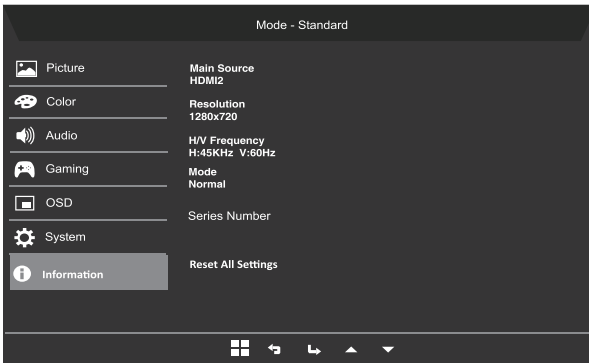 Mode - Standard
Picture
Color
Audio
Gaming
OSD
System
Information
Main Source
HDMI2
Resolution
1280x720
H/V Frequency
H:45KHz V:60Hz
Mode
Normal
Series Number
Reset All Settings